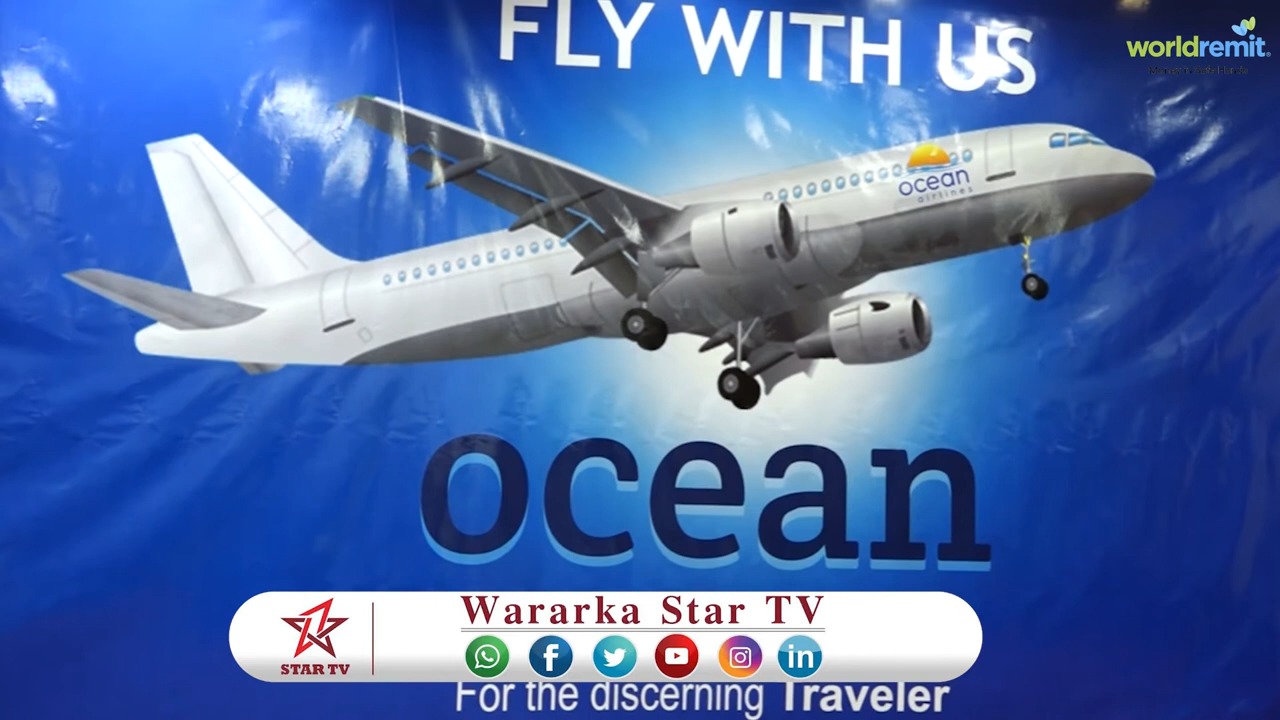 FLY WITH US
worldremit
ocean
airlines
ocean
Wararka Star TV
STAR TV
For the discerning Traveler